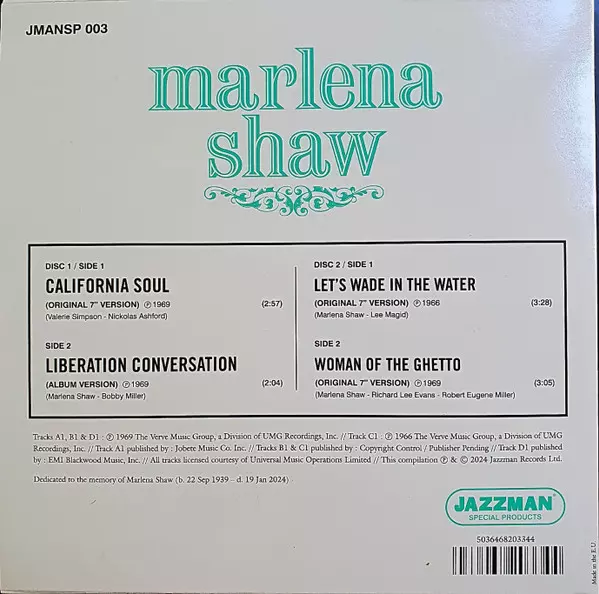 JMANSP 003
marlena
shaw
DISC 1 / SIDE 1
CALIFORNIA SOUL
(ORIGINAL 7" VERSION) ℗ 1969 (2:57)
(Valerie Simpson - Nickolas Ashford)
SIDE 2
LIBERATION CONVERSATION
(ALBUM VERSION) ℗ 1969 (2:04)
(Marlena Shaw - Bobby Miller)
DISC 2 / SIDE 1
LET'S WADE IN THE WATER
(ORIGINAL 7" VERSION) ℗ 1966 (3:28)
(Marlena Shaw - Lee Magid)
SIDE 2
WOMAN OF THE GHETTO
(ORIGINAL 7" VERSION) ℗ 1969 (3:05)
(Marlena Shaw - Richard Lee Evans - Robert Eugene Miller)
Tracks A1, B1 & D1 : ℗ 1969 The Verve Music Group, a Division of UMG Recordings, Inc. // Track C1 : ℗ 1966 The Verve Music Group, a Division of UMG
Recordings, Inc. // Track A1 published by : Jobete Music Co. Inc. // Tracks B1 & C1 published by : Copyright Control / Publisher Pending // Track D1 published
by : EMI Blackwood Music, Inc. // All tracks licensed courtesy of Universal Music Operations Limited // This compilation ℗ & © 2024 Jazzman Records Ltd.
Dedicated to the memory of Marlena Shaw (b. 22 Sep 1939 – d. 19 Jan 2024)
JAZZMAN
SPECIAL PRODUCTS
5036468203344
Made in the E.U